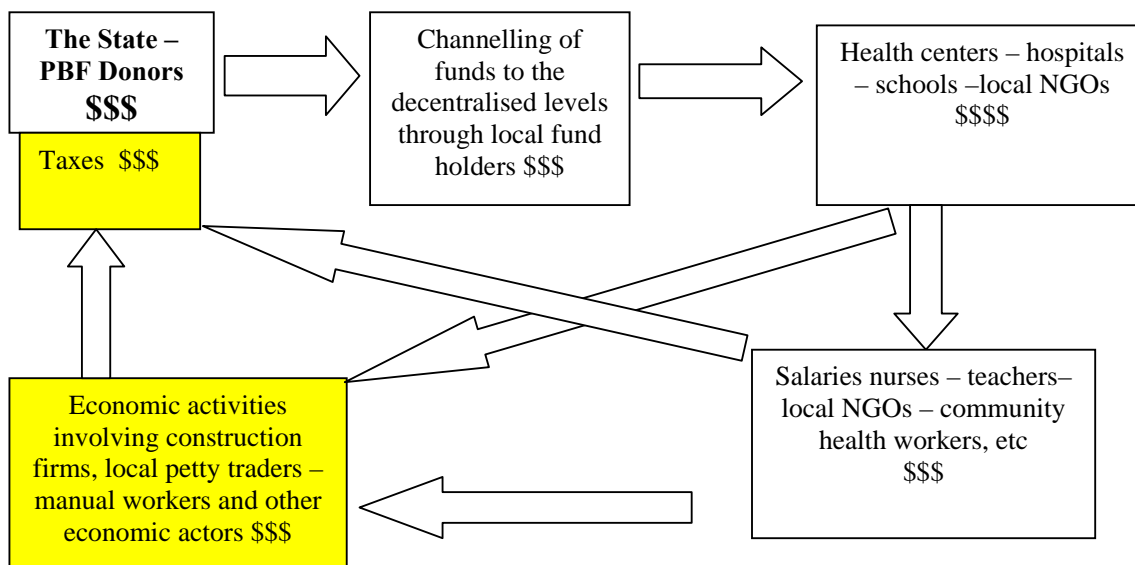 The State –
PBF Donors
$$$
Taxes $$$
Channelling of
funds to the
decentralised levels
through local fund
holders $$$
Health centers – hospitals
– schools –local NGOs
$$$$
Economic activities
involving construction
firms, local petty traders –
manual workers and other
economic actors $$$
Salaries nurses – teachers–
local NGOs – community
health workers, etc
$$$